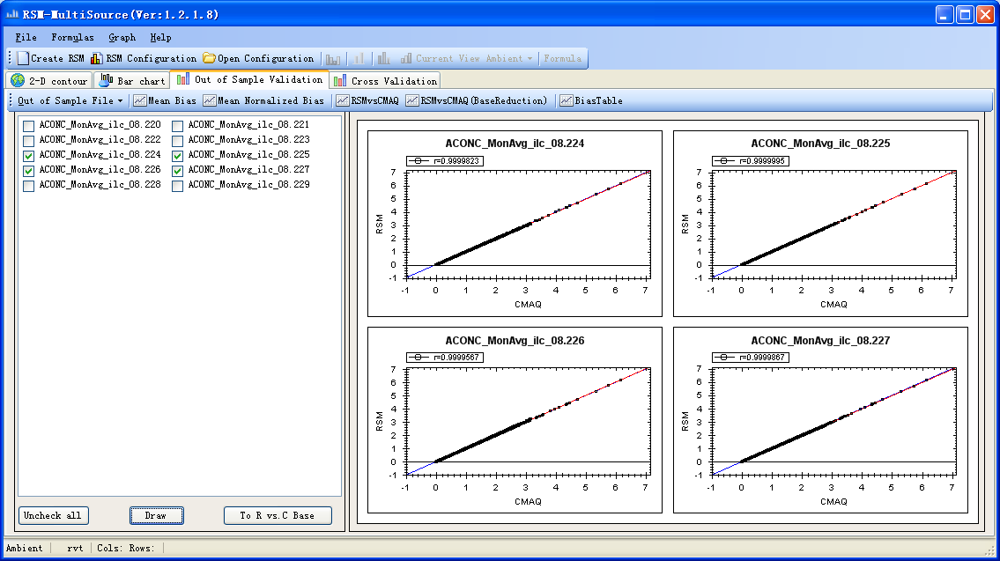 RSM-MultiSource(Ver:1.2.1.8)
File Formulas Graph Help
Create RSM RSM Configuration Open Configuration Current View Ambient Formula
2-D contour Bar chart Out of Sample Validation Cross Validation
Out of Sample File Mean Bias Mean Normalized Bias RSMvsCMAQ RSMvsCMAQ(BaseReduction) BiasTable
ACONC_MonAvg_ilc_08.220 ACONC_MonAvg_ilc_08.221
ACONC_MonAvg_ilc_08.222 ACONC_MonAvg_ilc_08.223
ACONC_MonAvg_ilc_08.224 ACONC_MonAvg_ilc_08.225
ACONC_MonAvg_ilc_08.226 ACONC_MonAvg_ilc_08.227
ACONC_MonAvg_ilc_08.228 ACONC_MonAvg_ilc_08.229
Uncheck all Draw To R vs.C Base
ACONC_MonAvg_ilc_08.224
r=0.9999823
7
6
5
4
3
2
1
0
-1
RSM
-1 0 1 2 3 4 5 6 7
CMAQ
ACONC_MonAvg_ilc_08.225
r=0.9999995
7
6
5
4
3
2
1
0
-1
RSM
-1 0 1 2 3 4 5 6 7
CMAQ
ACONC_MonAvg_ilc_08.226
r=0.9999567
7
6
5
4
3
2
1
0
-1
RSM
-1 0 1 2 3 4 5 6 7
CMAQ
ACONC_MonAvg_ilc_08.227
r=0.9999867
7
6
5
4
3
2
1
0
-1
RSM
-1 0 1 2 3 4 5 6 7
CMAQ
Ambient rvt Cols: Rows: